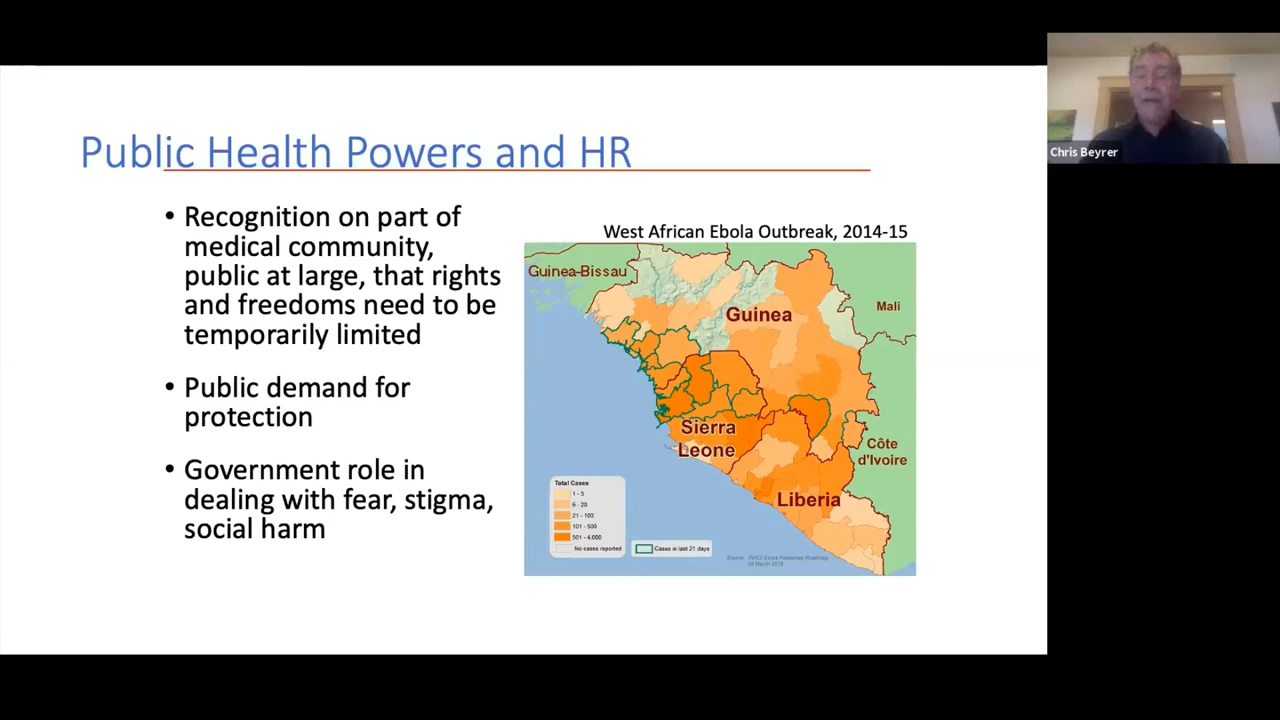 Public Health Powers and HR
• Recognition on part of
medical community,
public at large, that rights
and freedoms need to be
temporarily limited
• Public demand for
protection
• Government role in
dealing with fear, stigma,
social harm
West African Ebola Outbreak, 2014-15
Guinea-Bissau
Guinea
Mali
Sierra
Leone
Côte
d'Ivoire
Liberia
Total Cases
1 - 5
6 - 20
21 - 100
101 - 500
501 - 4,000
No cases reported
Cases in last 21 days
Chris Beyrer